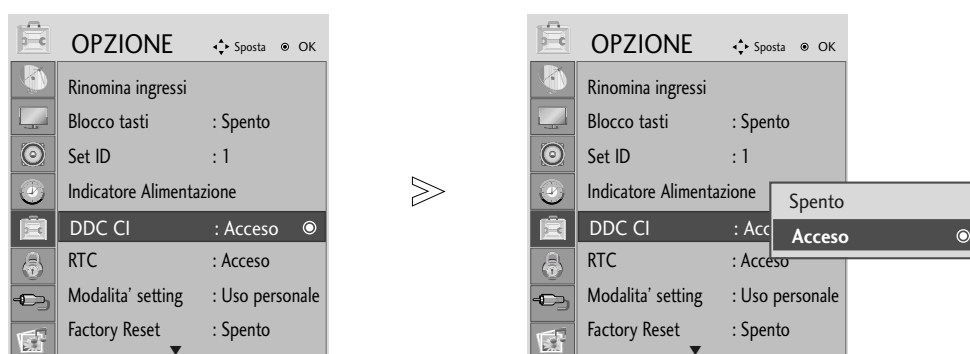 OPZIONE Sposta OK
Rinomina ingressi
Blocco tasti : Spento
Set ID : 1
Indicatore Alimentazione
DDC CI : Acceso
RTC : Acceso
Modalita' setting : Uso personale
Factory Reset : Spento
OPZIONE Sposta OK
Rinomina ingressi
Blocco tasti : Spento
Set ID : 1
Indicatore Alimentazione
DDC CI : Acc
RTC : Acceso
Modalita' setting : Uso personale
Factory Reset : Spento
Spento
Acceso